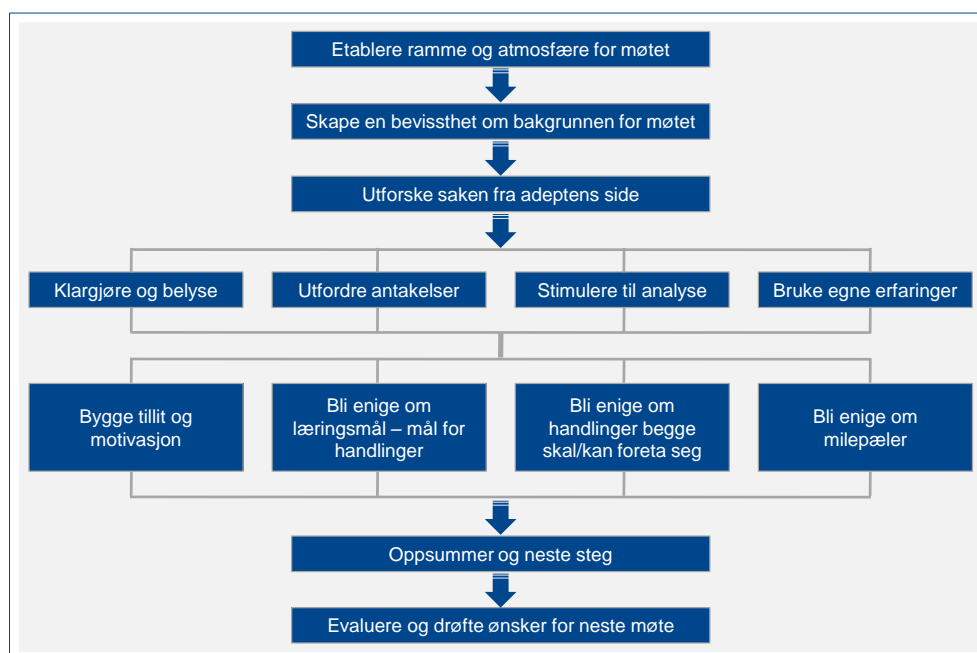 Etablere ramme og atmosfære for møtet
Skape en bevissthet om bakgrunnen for møtet
Utforske saken fra adeptens side
Klargjøre og belyse
Utfordre antakelser
Stimulere til analyse
Bruke egne erfaringer
Bygge tillit og
motivasjon
Bli enige om
læringsmål – mål for
handlinger
Bli enige om
handlinger begge
skal/kan foreta seg
Bli enige om
milepæler
Oppsummer og neste steg
Evaluere og drøfte ønsker for neste møte